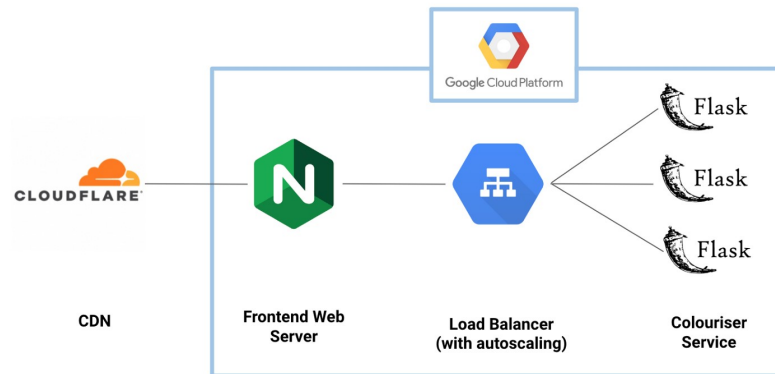 Google Cloud Platform
Flask
CLOUDFLARE
N
Flask
Flask
CDN
Frontend Web
Server
Load Balancer
(with autoscaling)
Colouriser
Service